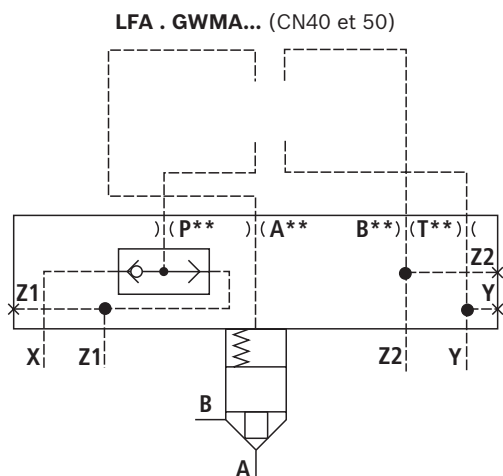 LFA . GWMA... (CN40 et 50)
P** A** B** T**
Z2
Z1 Y
X Z1 Z2 Y
B
A